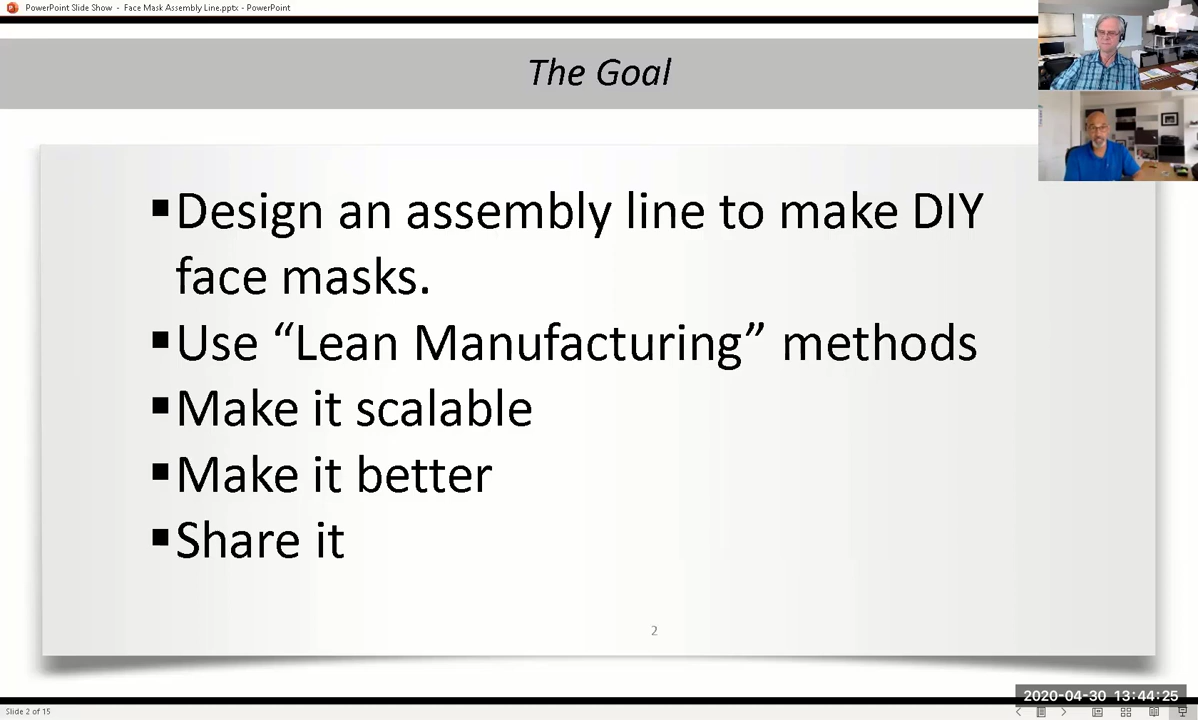 PowerPoint Slide Show - Face Mask Assembly Line.pptx - PowerPoint
The Goal
▪Design an assembly line to make DIY
face masks.
▪Use “Lean Manufacturing” methods
▪Make it scalable
▪Make it better
▪Share it
2
2020-04-30 13:44:25
Slide 2 of 15